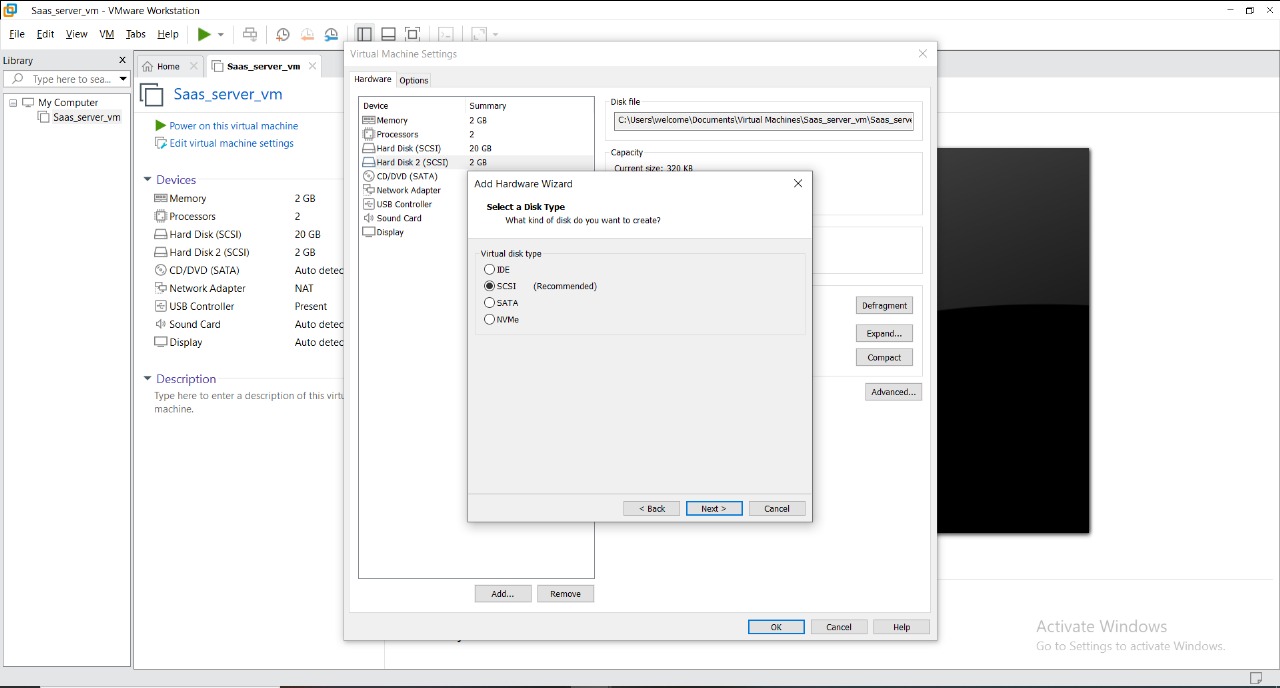 Saas_server_vm - VMware Workstation
File Edit View VM Tabs Help
Library
Type here to sea...
My Computer
Saas_server_vm
Home
Saas_server_vm
Saas_server_vm
Power on this virtual machine
Edit virtual machine settings
Devices
Memory 2 GB
Processors 2
Hard Disk (SCSI) 20 GB
Hard Disk 2 (SCSI) 2 GB
CD/DVD (SATA) Auto detec
Network Adapter NAT
USB Controller Present
Sound Card Auto detec
Display Auto detec
Description
Type here to enter a description of this virtu
machine.
Virtual Machine Settings
Hardware Options
Device Summary
Memory 2 GB
Processors 2
Hard Disk (SCSI) 20 GB
Hard Disk 2 (SCSI) 2 GB
CD/DVD (SATA)
Network Adapter
USB Controller
Sound Card
Display
Add... Remove
Disk file
C:\Users\welcome\Documents\Virtual Machines\Saas_server_vm\Saas_serve
Capacity
Current size: 320 KB
Defragment
Expand...
Compact
Advanced...
Add Hardware Wizard
Select a Disk Type
What kind of disk do you want to create?
Virtual disk type
IDE
SCSI (Recommended)
SATA
NVMe
< Back Next > Cancel
OK Cancel Help
Activate Windows
Go to Settings to activate Windows.